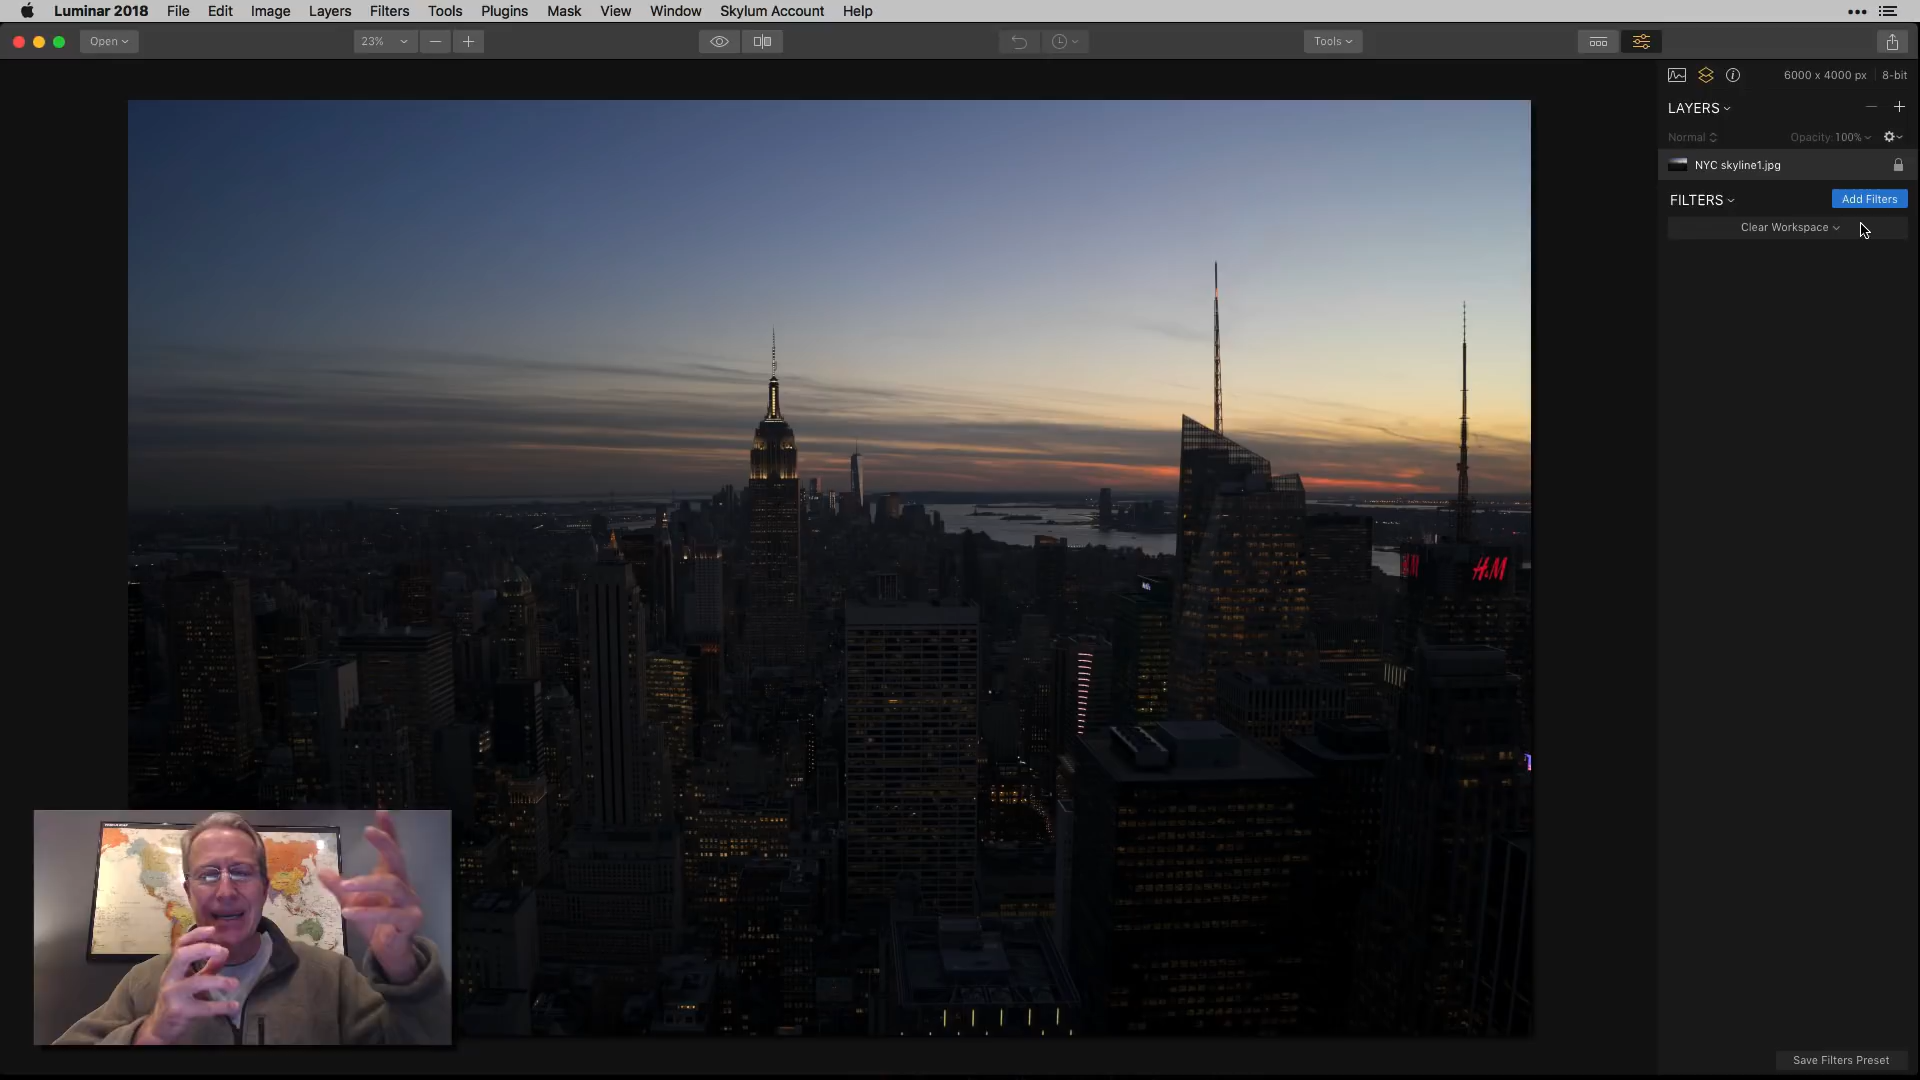 Luminar 2018 File Edit Image Layers Filters Tools Plugins Mask View Window Skylum Account Help
Open 23% Tools
6000 x 4000 px 8-bit
LAYERS
Normal Opacity: 100%
NYC skyline1.jpg
FILTERS Add Filters
Clear Workspace
H&M
Save Filters Preset